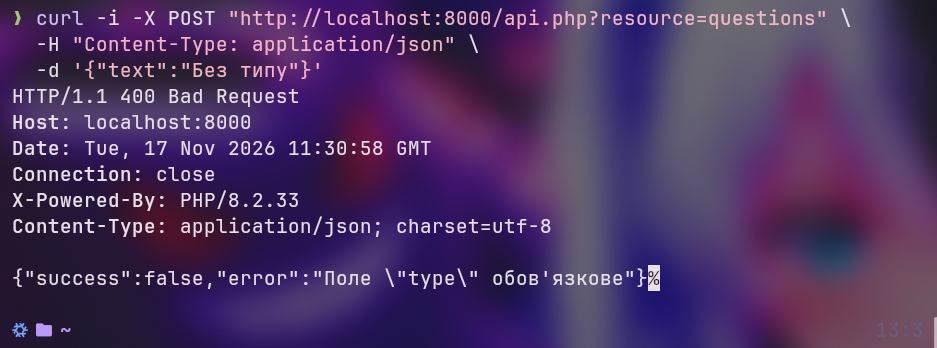 ❯ curl -i -X POST "http://localhost:8000/api.php?resource=questions" \
-H "Content-Type: application/json" \
-d '{"text":"Без типу"}'
HTTP/1.1 400 Bad Request
Host: localhost:8000
Date: Tue, 17 Nov 2026 11:30:58 GMT
Connection: close
X-Powered-By: PHP/8.2.33
Content-Type: application/json; charset=utf-8
{"success":false,"error":"Поле \"type\" обов'язкове"}%
~
13:3